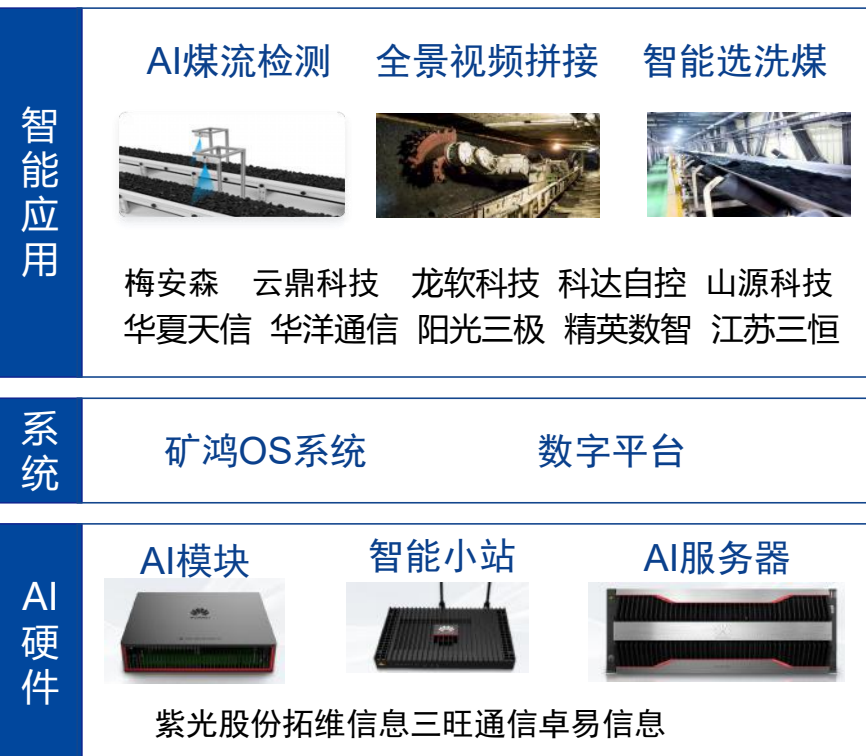 智能应用
AI煤流检测 全景视频拼接 智能选洗煤
梅安森 云鼎科技 龙软科技 科达自控 山源科技
华夏天信 华洋通信 阳光三极 精英数智 江苏三恒
系统
矿鸿OS系统 数字平台
AI硬件
AI模块 智能小站 AI服务器
紫光股份拓维信息三旺通信卓易信息